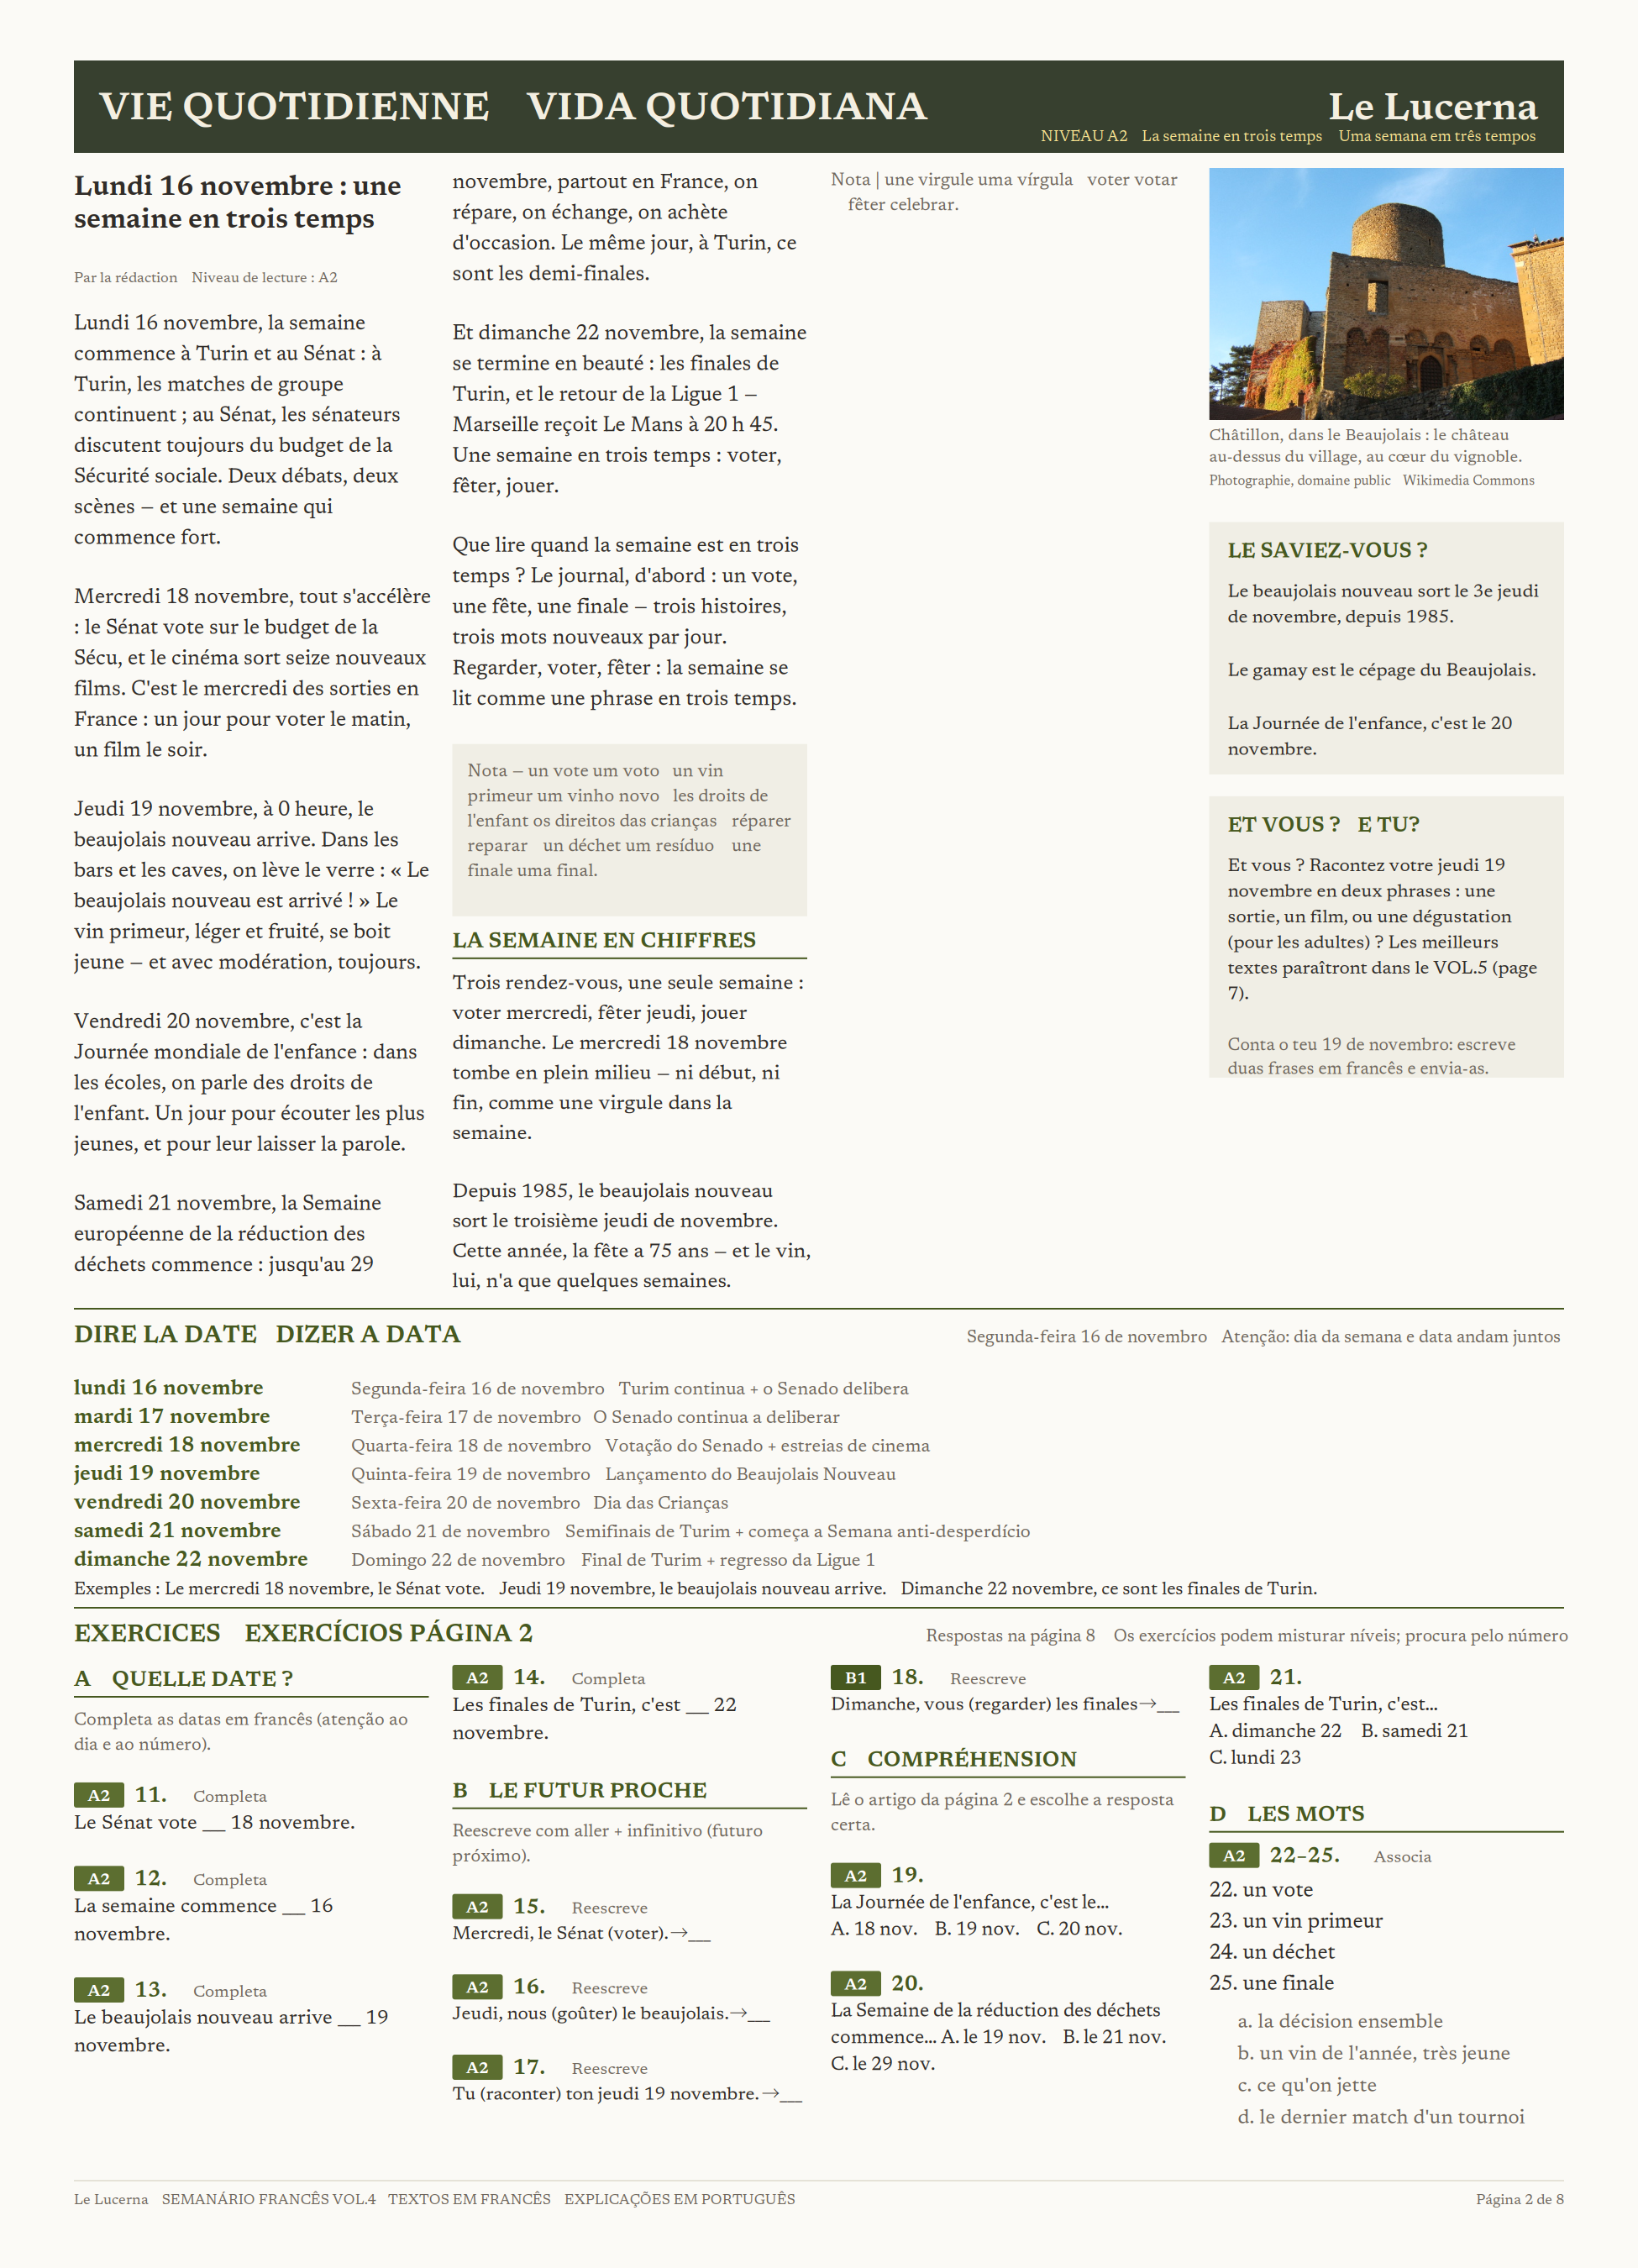 VIE QUOTIDIENNE VIDA QUOTIDIANA
Le Lucerna
NIVEAU A2 La semaine en trois temps Uma semana em três tempos
Lundi 16 novembre : une
semaine en trois temps
Par la rédaction Niveau de lecture : A2
Lundi 16 novembre, la semaine
commence à Turin et au Sénat : à
Turin, les matches de groupe
continuent ; au Sénat, les sénateurs
discutent toujours du budget de la
Sécurité sociale. Deux débats, deux
scènes – et une semaine qui
commence fort.
Mercredi 18 novembre, tout s'accélère
: le Sénat vote sur le budget de la
Sécu, et le cinéma sort seize nouveaux
films. C'est le mercredi des sorties en
France : un jour pour voter le matin,
un film le soir.
Jeudi 19 novembre, à 0 heure, le
beaujolais nouveau arrive. Dans les
bars et les caves, on lève le verre : « Le
beaujolais nouveau est arrivé ! » Le
vin primeur, léger et fruité, se boit
jeune – et avec modération, toujours.
Vendredi 20 novembre, c'est la
Journée mondiale de l'enfance : dans
les écoles, on parle des droits de
l'enfant. Un jour pour écouter les plus
jeunes, et pour leur laisser la parole.
Samedi 21 novembre, la Semaine
européenne de la réduction des
déchets commence : jusqu'au 29
novembre, partout en France, on
répare, on échange, on achète
d'occasion. Le même jour, à Turin, ce
sont les demi-finales.
Et dimanche 22 novembre, la semaine
se termine en beauté : les finales de
Turin, et le retour de la Ligue 1 –
Marseille reçoit Le Mans à 20 h 45.
Une semaine en trois temps : voter,
fêter, jouer.
Que lire quand la semaine est en trois
temps ? Le journal, d'abord : un vote,
une fête, une finale – trois histoires,
trois mots nouveaux par jour.
Regarder, voter, fêter : la semaine se
lit comme une phrase en trois temps.
Nota – un vote um voto un vin
primeur um vinho novo les droits de
l'enfant os direitos das crianças réparer
reparar un déchet um resíduo une
finale uma final.
LA SEMAINE EN CHIFFRES
Trois rendez-vous, une seule semaine :
voter mercredi, fêter jeudi, jouer
dimanche. Le mercredi 18 novembre
tombe en plein milieu – ni début, ni
fin, comme une virgule dans la
semaine.
Depuis 1985, le beaujolais nouveau
sort le troisième jeudi de novembre.
Cette année, la fête a 75 ans – et le vin,
lui, n'a que quelques semaines.
Nota | une virgule uma vírgula voter votar
fêter celebrar.
Châtillon, dans le Beaujolais : le château
au-dessus du village, au cœur du vignoble.
Photographie, domaine public Wikimedia Commons
LE SAVIEZ-VOUS ?
Le beaujolais nouveau sort le 3e jeudi
de novembre, depuis 1985.
Le gamay est le cépage du Beaujolais.
La Journée de l'enfance, c'est le 20
novembre.
ET VOUS ? E TU?
Et vous ? Racontez votre jeudi 19
novembre en deux phrases : une
sortie, un film, ou une dégustation
(pour les adultes) ? Les meilleurs
textes paraîtront dans le VOL.5 (page
7).
Conta o teu 19 de novembro: escreve
duas frases em francês e envia-as.
DIRE LA DATE DIZER A DATA
Segunda-feira 16 de novembro Atenção: dia da semana e data andam juntos
lundi 16 novembre Segunda-feira 16 de novembro Turim continua + o Senado delibera
mardi 17 novembre Terça-feira 17 de novembro O Senado continua a deliberar
mercredi 18 novembre Quarta-feira 18 de novembro Votação do Senado + estreias de cinema
jeudi 19 novembre Quinta-feira 19 de novembro Lançamento do Beaujolais Nouveau
vendredi 20 novembre Sexta-feira 20 de novembro Dia das Crianças
samedi 21 novembre Sábado 21 de novembro Semifinais de Turim + começa a Semana anti-desperdício
dimanche 22 novembre Domingo 22 de novembro Final de Turim + regresso da Ligue 1
Exemples : Le mercredi 18 novembre, le Sénat vote. Jeudi 19 novembre, le beaujolais nouveau arrive. Dimanche 22 novembre, ce sont les finales de Turin.
EXERCICES EXERCÍCIOS PÁGINA 2
Respostas na página 8 Os exercícios podem misturar níveis; procura pelo número
A QUELLE DATE ?
Completa as datas em francês (atenção ao
dia e ao número).
A2 11. Completa
Le Sénat vote ___ 18 novembre.
A2 12. Completa
La semaine commence ___ 16
novembre.
A2 13. Completa
Le beaujolais nouveau arrive ___ 19
novembre.
A2 14. Completa
Les finales de Turin, c'est ___ 22
novembre.
B LE FUTUR PROCHE
Reescreve com aller + infinitivo (futuro
próximo).
A2 15. Reescreve
Mercredi, le Sénat (voter).→___
A2 16. Reescreve
Jeudi, nous (goûter) le beaujolais.→___
A2 17. Reescreve
Tu (raconter) ton jeudi 19 novembre.→___
B1 18. Reescreve
Dimanche, vous (regarder) les finales→___
C COMPRÉHENSION
Lê o artigo da página 2 e escolhe a resposta
certa.
A2 19.
La Journée de l'enfance, c'est le…
A. 18 nov. B. 19 nov. C. 20 nov.
A2 20.
La Semaine de la réduction des déchets
commence… A. le 19 nov. B. le 21 nov.
C. le 29 nov.
A2 21.
Les finales de Turin, c'est…
A. dimanche 22 B. samedi 21
C. lundi 23
D LES MOTS
A2 22–25. Associa
22. un vote
23. un vin primeur
24. un déchet
25. une finale
a. la décision ensemble
b. un vin de l'année, très jeune
c. ce qu'on jette
d. le dernier match d'un tournoi
Le Lucerna SEMANÁRIO FRANCÊS VOL.4 TEXTOS EM FRANCÊS EXPLICAÇÕES EM PORTUGUÊS
Página 2 de 8